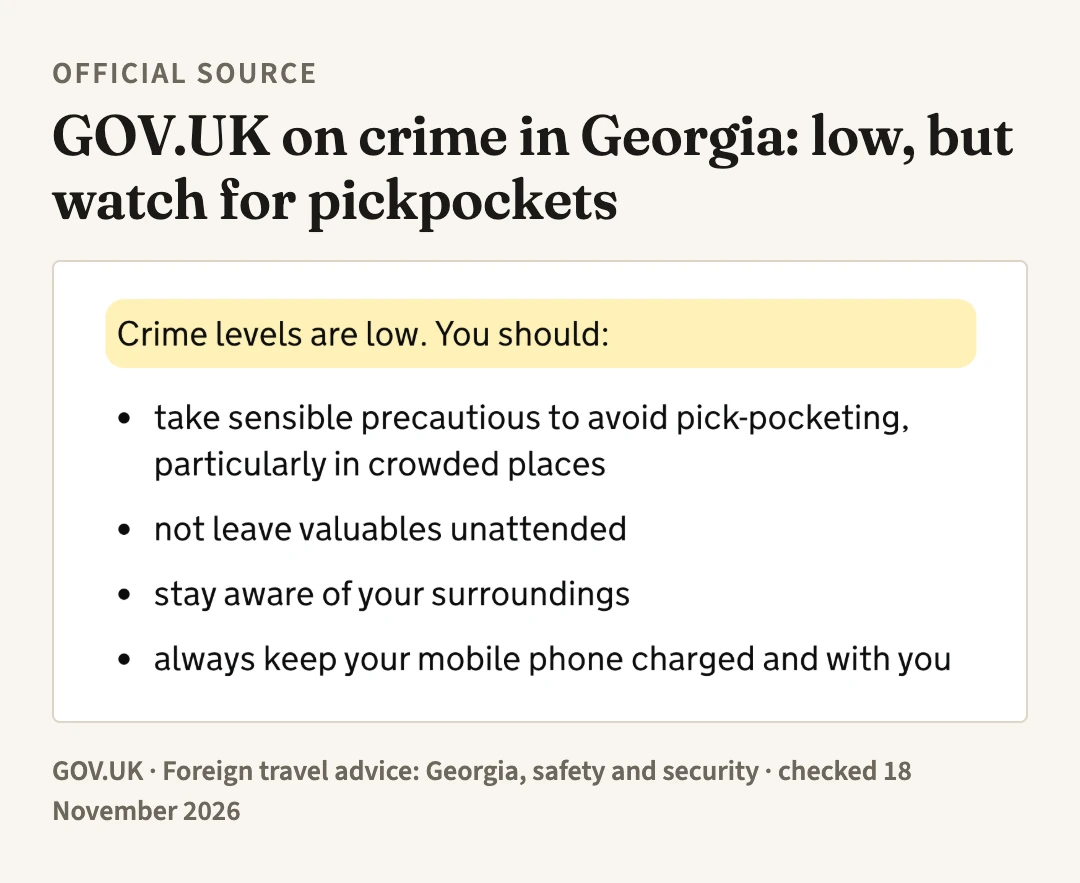 OFFICIAL SOURCE
GOV.UK on crime in Georgia: low, but
watch for pickpockets
Crime levels are low. You should:
• take sensible precautious to avoid pick-pocketing,
particularly in crowded places
• not leave valuables unattended
• stay aware of your surroundings
• always keep your mobile phone charged and with you
GOV.UK · Foreign travel advice: Georgia, safety and security · checked 18
November 2026